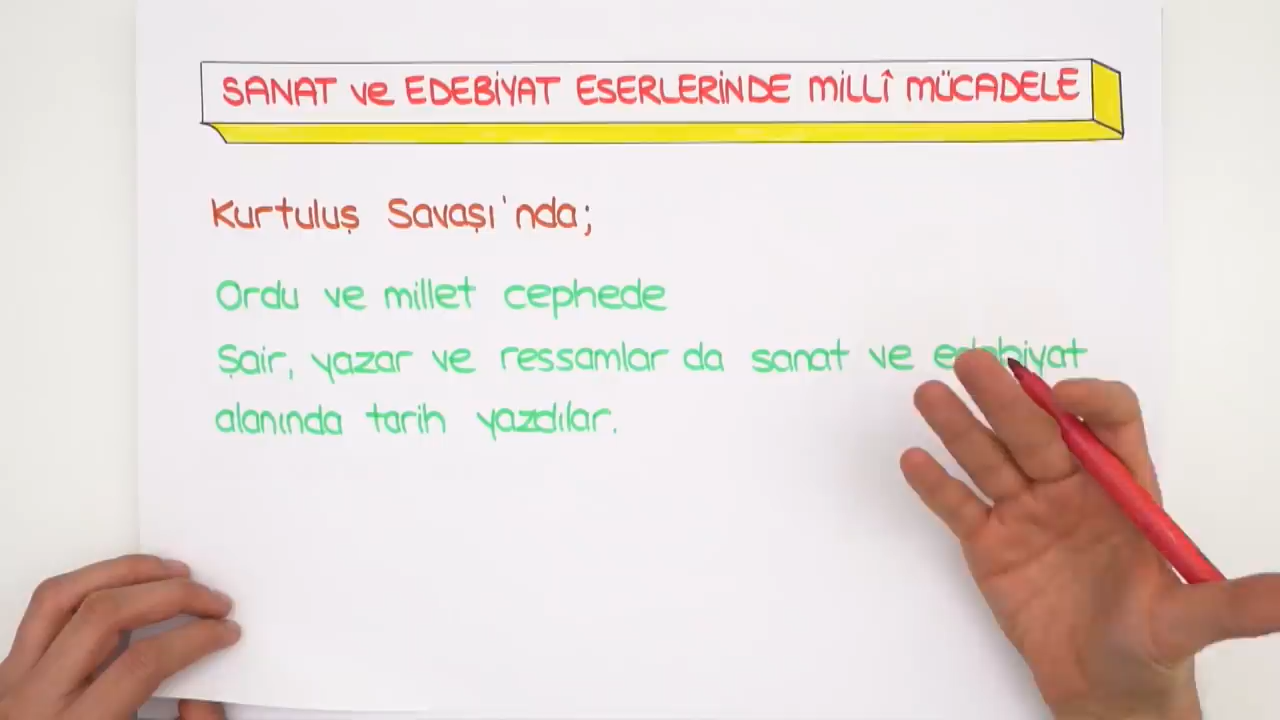 SANAT ve EDEBİYAT ESERLERİNDE MİLLÎ MÜCADELE
Kurtuluş Savaşı'nda;
Ordu ve millet cephede
Şair, yazar ve ressamlar da sanat ve edebiyat
alanında tarih yazdılar.